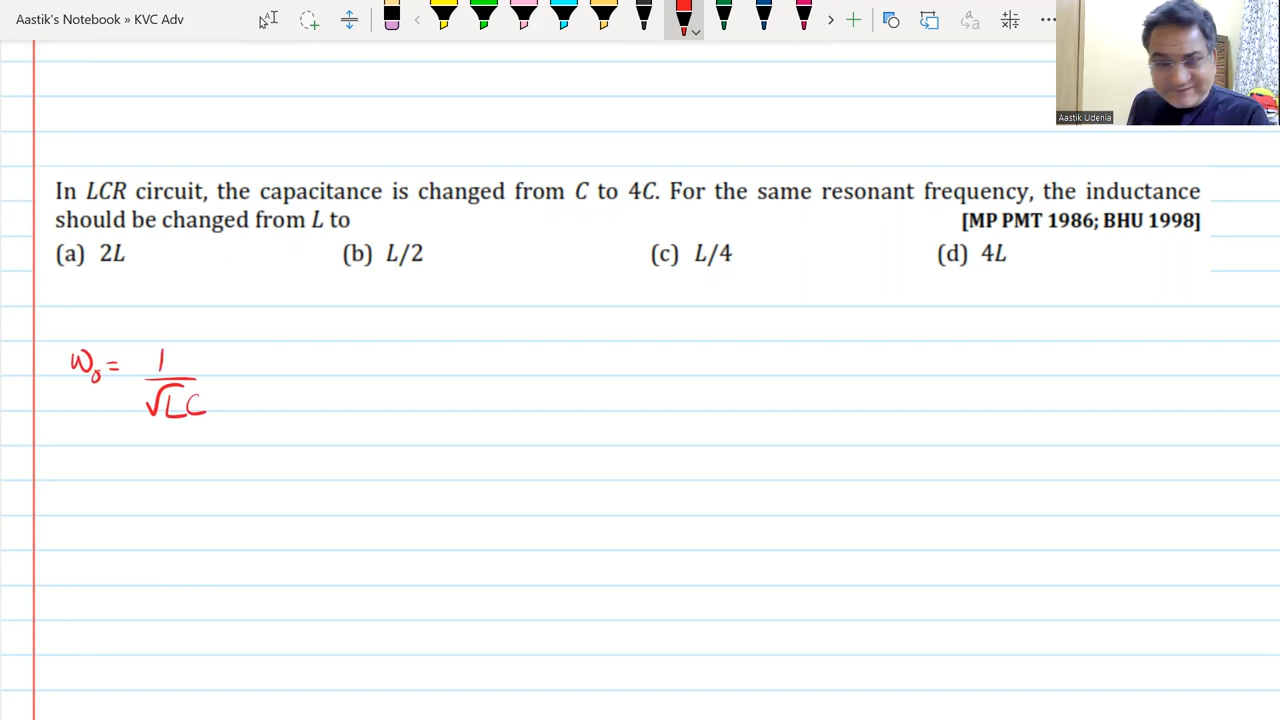 Aastik's Notebook » KVC Adv
Aastik Udenia
In LCR circuit, the capacitance is changed from C to 4C. For the same resonant frequency, the inductance
should be changed from L to [MP PMT 1986; BHU 1998]
(a) 2L (b) L/2 (c) L/4 (d) 4L
ω₀ = 1
√LC